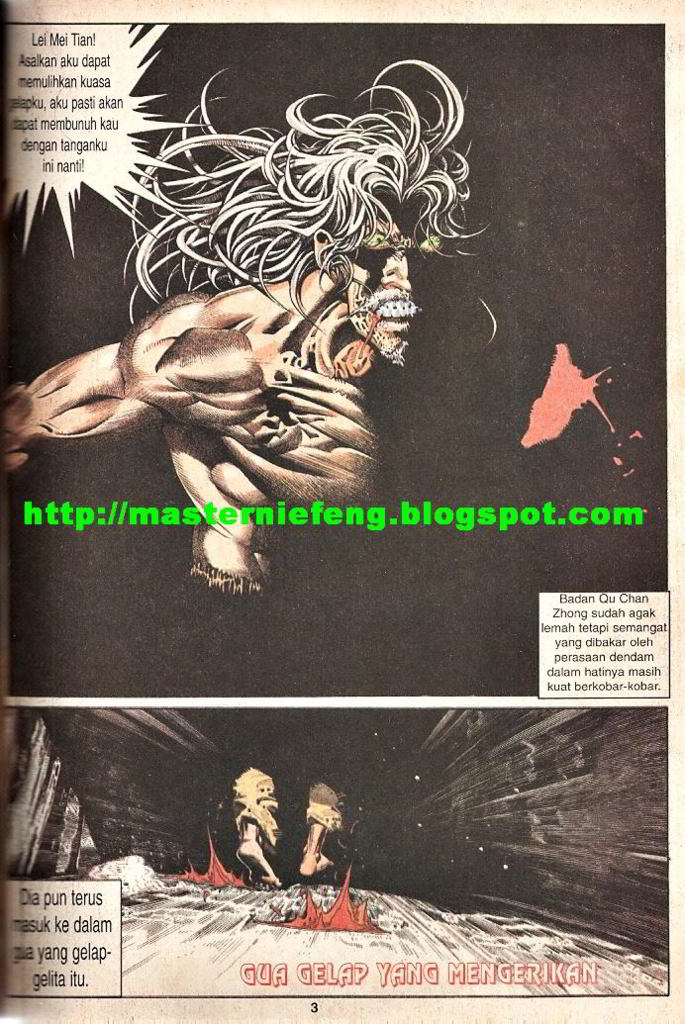 Lei Mei Tian!
Asalkan aku dapat
memulihkan kuasa
gelapku, aku pasti akan
dapat membunuh kau
dengan tanganku
ini nanti!
http://masterniefeng.blogspot.com
Badan Qu Chan
Zhong sudah agak
lemah tetapi semangat
yang dibakar oleh
perasaan dendam
dalam hatinya masih
kuat berkobar-kobar.
Dia pun terus
masuk ke dalam
gua yang gelap-
gelita itu.
GUA GELAP YANG MENGERIKAN
3